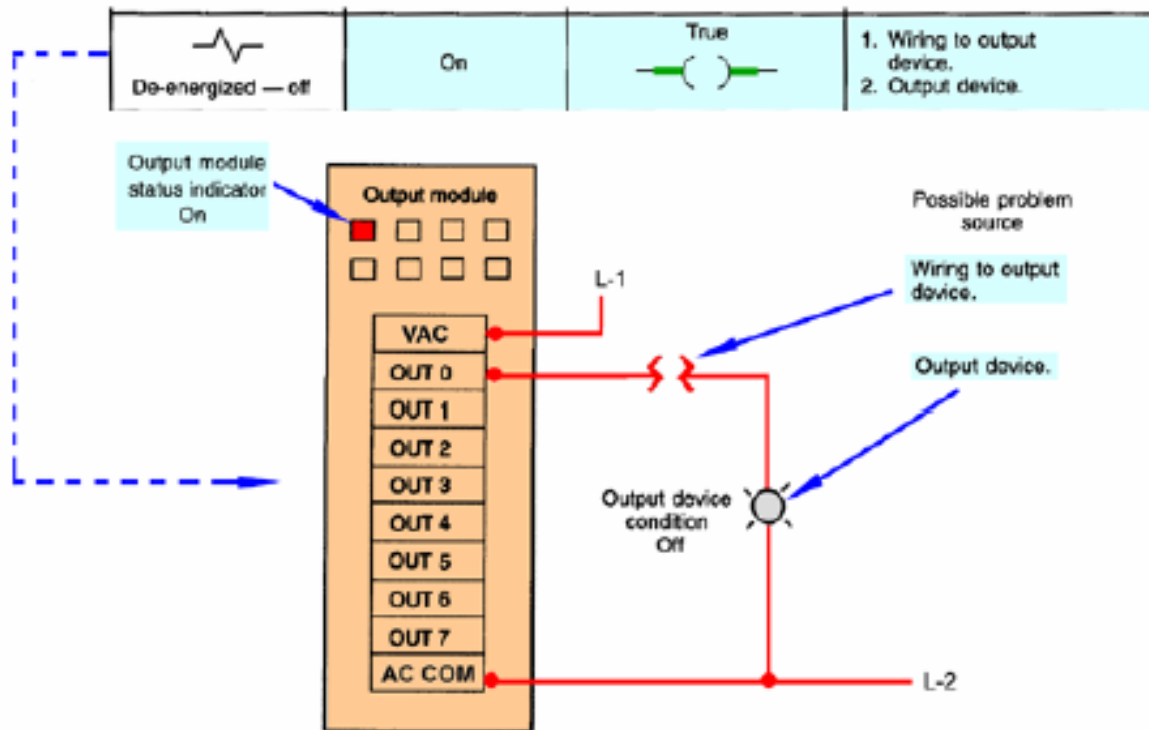 De-energized — off
On
True
1. Wiring to output
device.
2. Output device.
Output module
status indicator
On
Output module
Possible problem
source
L-1
Wiring to output
device.
VAC
OUT 0
Output device.
OUT 1
OUT 2
OUT 3
Output device
condition
Off
OUT 4
OUT 5
OUT 6
OUT 7
AC COM
L-2